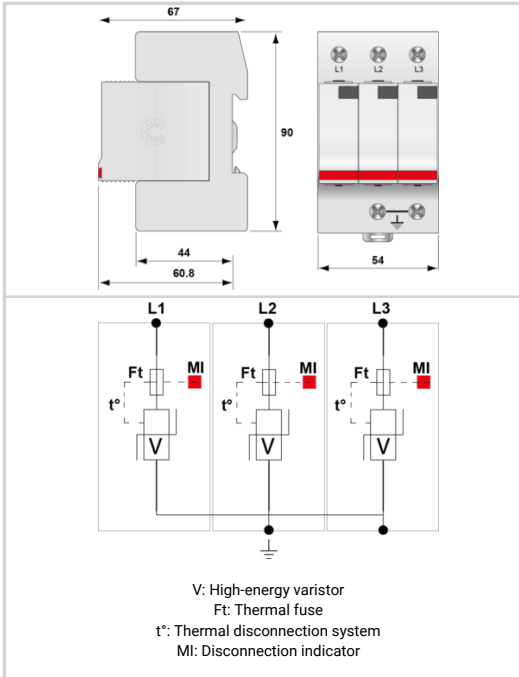 67
L1 L2 L3
90
44
60.8
54
L1 L2 L3
Ft MI Ft MI Ft MI
t° t° t°
V V V
V: High-energy varistor
Ft: Thermal fuse
t°: Thermal disconnection system
MI: Disconnection indicator